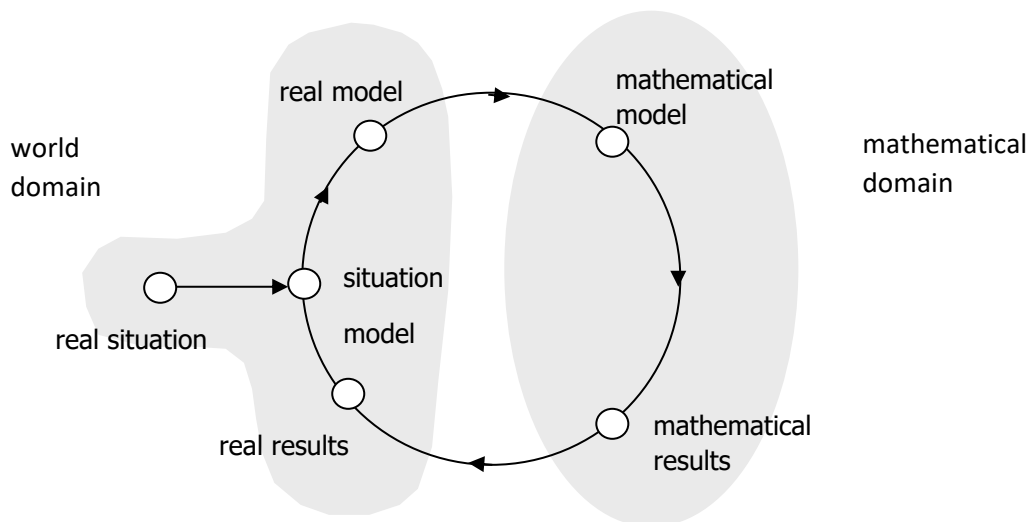 real model
mathematical
model
world
domain
mathematical
domain
situation
model
real situation
real results
mathematical
results